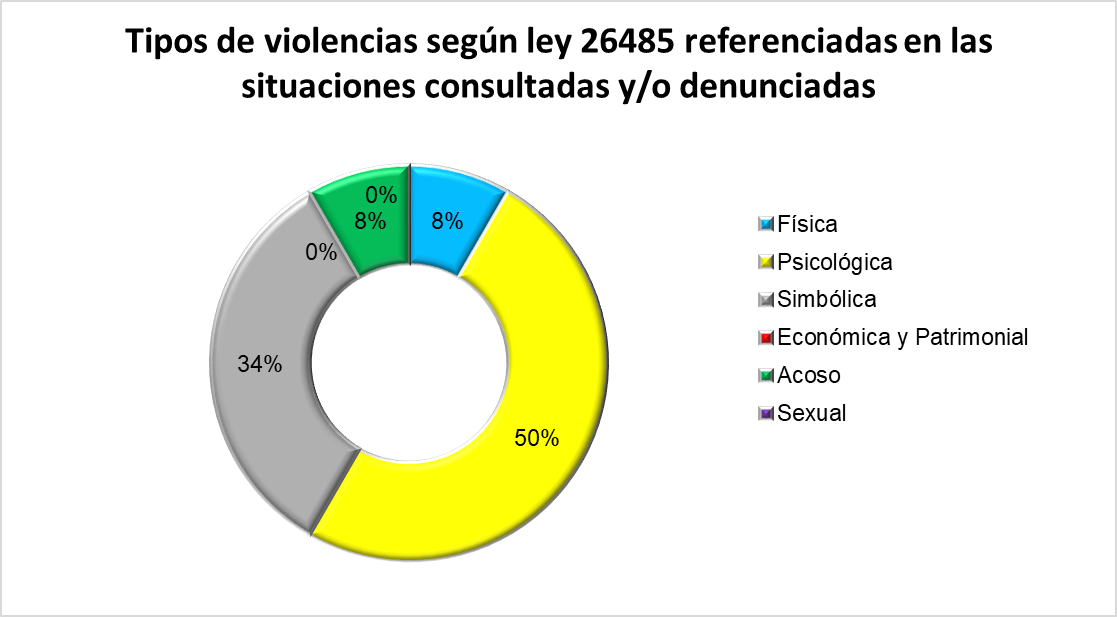 Tipos de violencias según ley 26485 referenciadas en las
situaciones consultadas y/o denunciadas
0%
8%
8%
0%
34%
50%
Física
Psicológica
Simbólica
Económica y Patrimonial
Acoso
Sexual